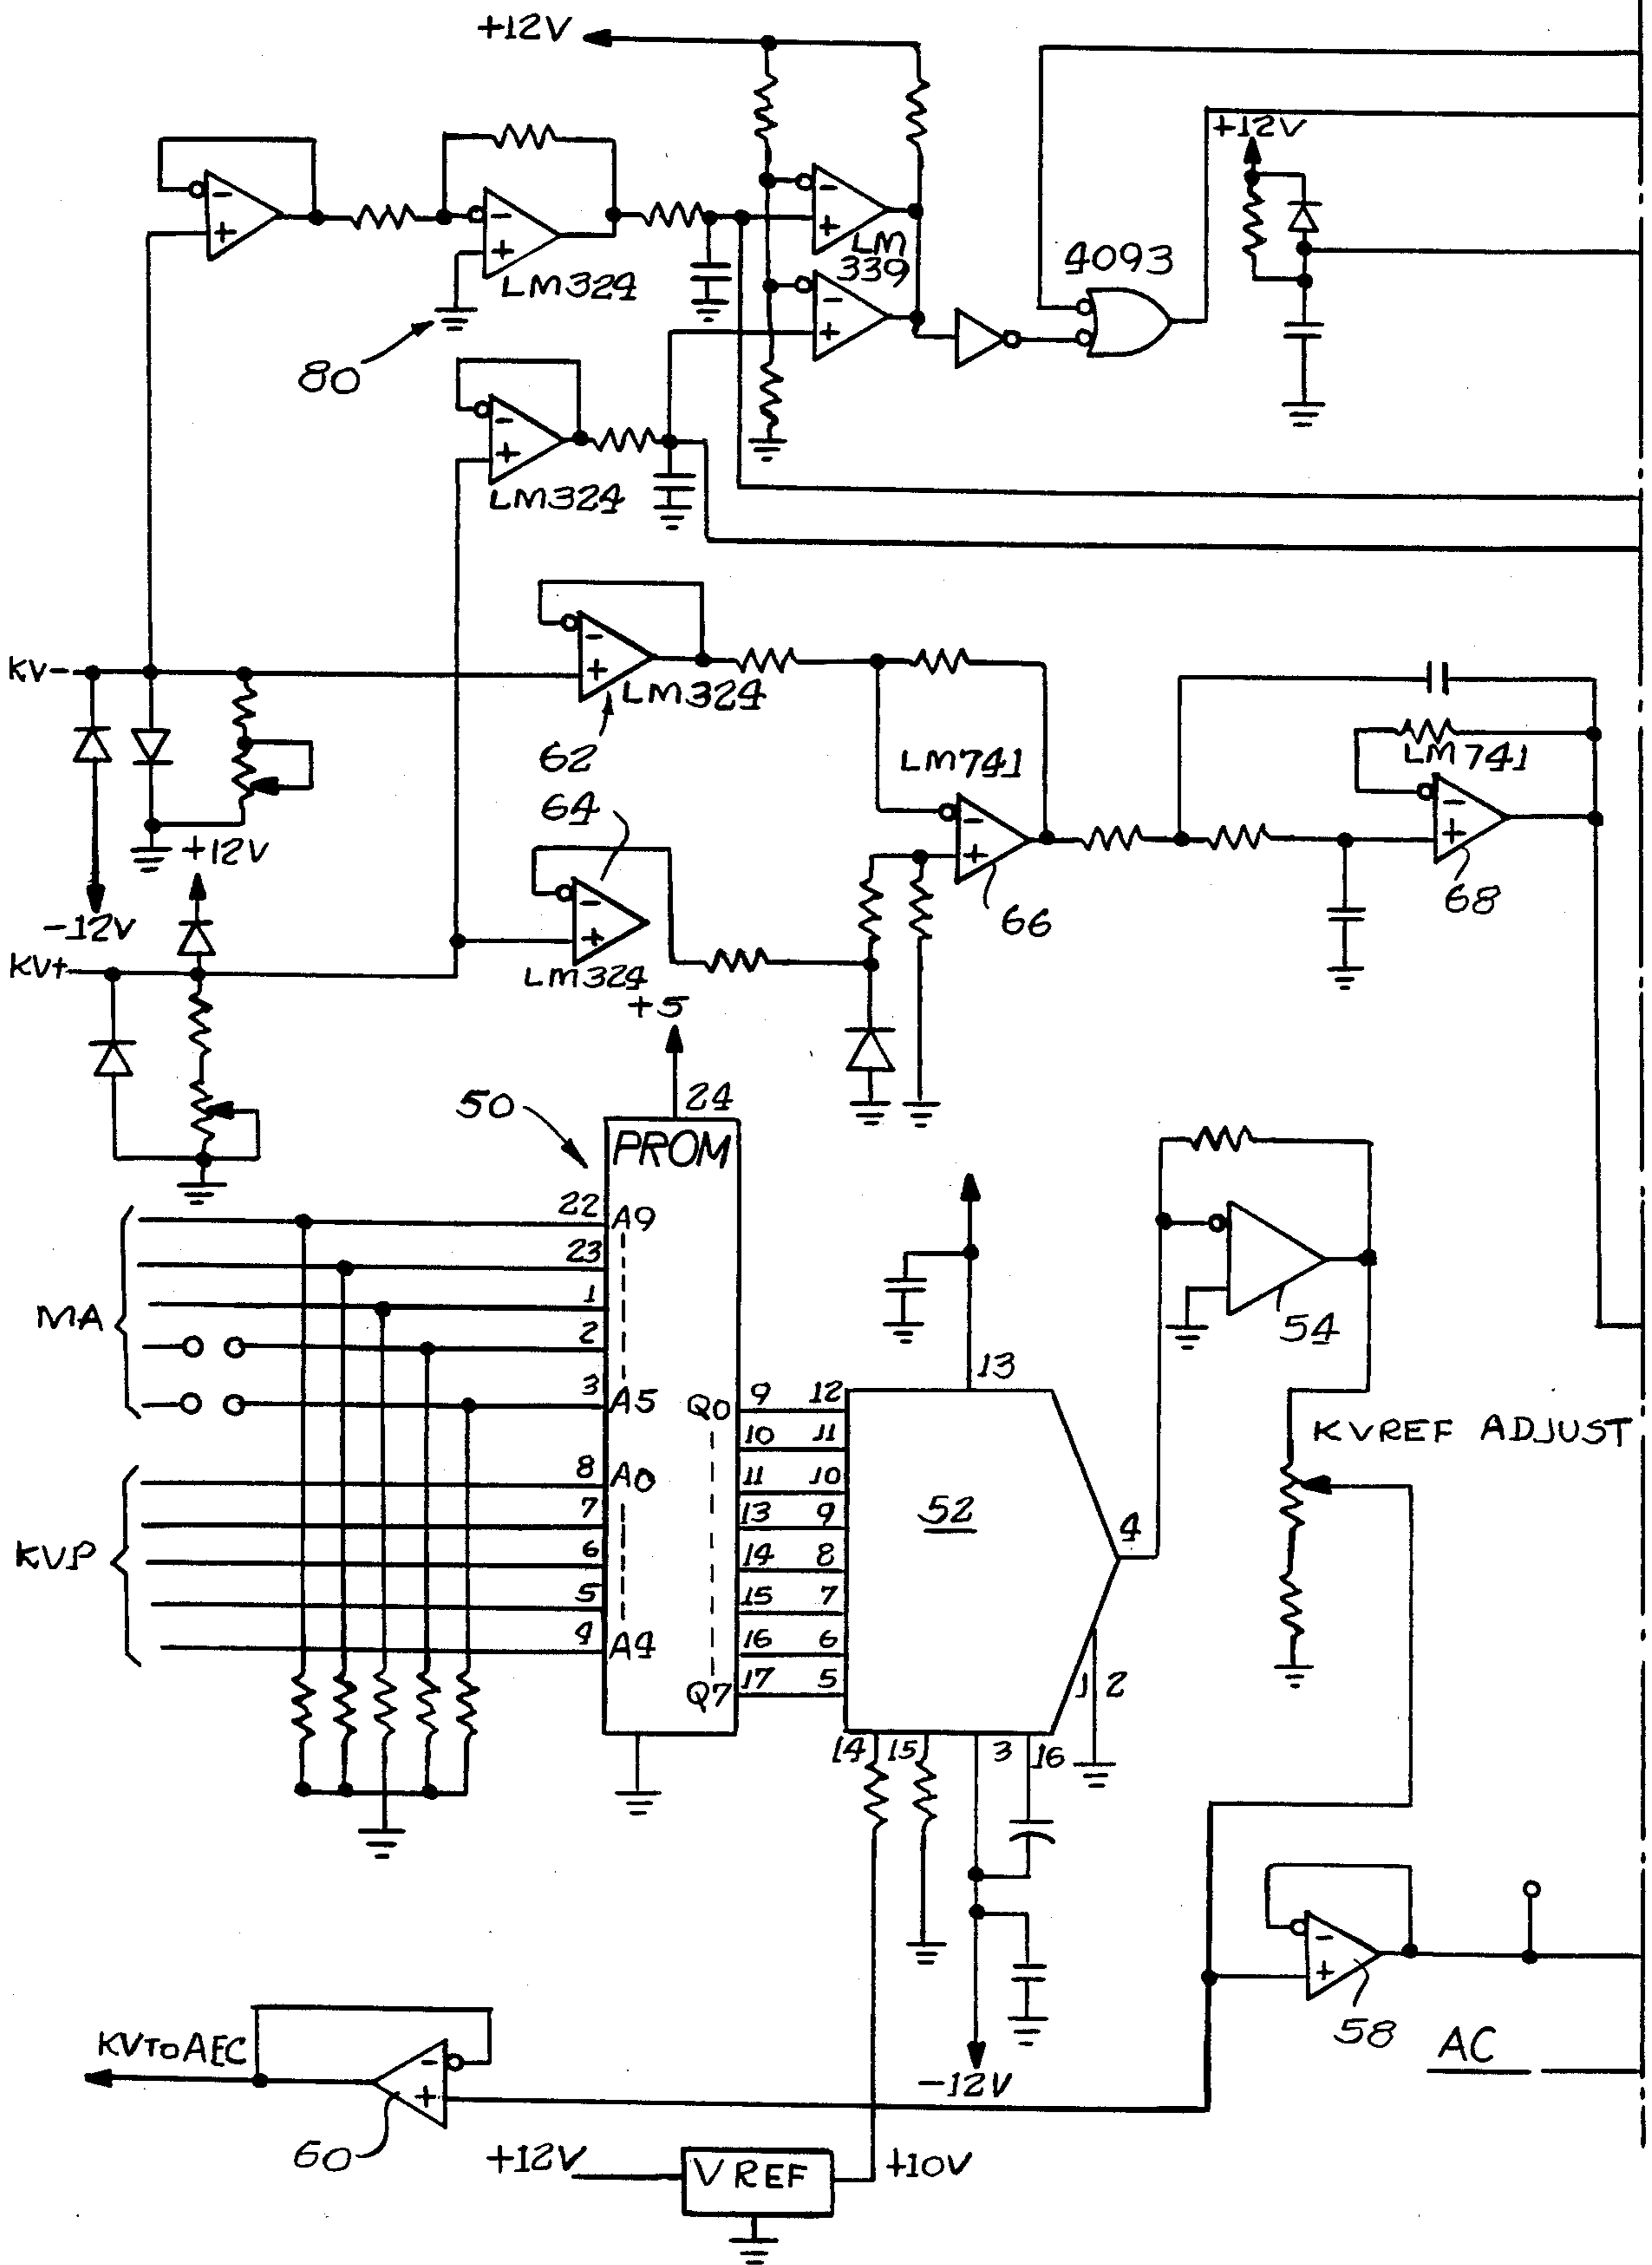 +12V
+12V
-
+
-
+
LM324
-
+
LM
339
-
+
4093
80
-
+
LM324
KV-
-
+
LM324
62
LM741
LM741
-
+
68
64
+12V
-12V
-
+
66
KV+
-
+
LM324
+5
24
50
PROM
22 A9
23
1
MA
2
3 A5
8 A0
7
KVP
6
5
4 A4
Q0 9 12
10 11
11 10
13 9
14 8
15 7
16 6
Q7 17 5
13
52
4
1 2
14 15 3 16
54
KVREF ADJUST
-
+
58
AC
-12V
KVTOAEC
-
+
60
+12V
VREF
+10V